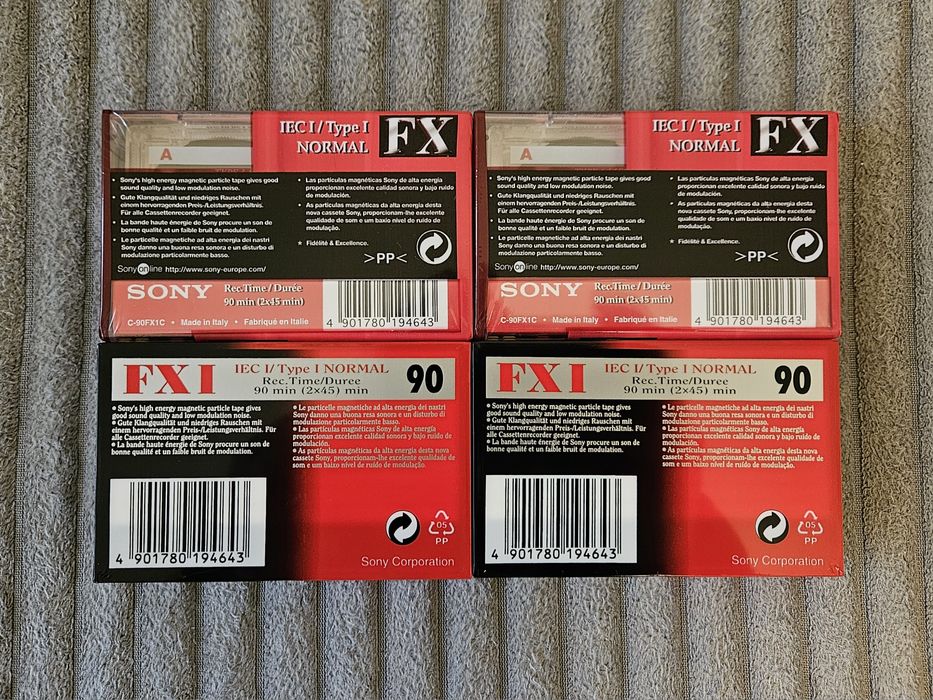 A
IEC I / Type I
NORMAL
FX
• Sony's high energy magnetic particle tape gives good
sound quality and low modulation noise.
• Gute Klangqualität und niedriges Rauschen mit
einem hervorragenden Preis-/Leistungsverhältnis.
Für alle Cassettenrecorder geeignet.
• La bande haute énergie de Sony procure un son de
bonne qualité et un faible bruit de modulation.
• Le particelle magnetiche ad alta energia dei nastri
Sony danno una buona resa sonora e un disturbo di
modulazione particolarmente basso.
• Las partículas magnéticas Sony de alta energía
proporcionan excelente calidad sonora y bajo ruido
de modulación.
• As partículas magnéticas da alta energia desta
nova cassete Sony, proporcionam-lhe excelente
qualidade de som e um baixo nível de ruído de
modulação.
★ Fidélité & Excellence.
>PP<
Sony online http://www.sony-europe.com/
SONY
Rec.Time / Durée
90 min (2x45 min)
C-90FX1C • Made in Italy • Fabriqué en Italie
4 901780 194643
A
IEC I / Type I
NORMAL
FX
• Sony's high energy magnetic particle tape gives good
sound quality and low modulation noise.
• Gute Klangqualität und niedriges Rauschen mit
einem hervorragenden Preis-/Leistungsverhältnis.
Für alle Cassettenrecorder geeignet.
• La bande haute énergie de Sony procure un son de
bonne qualité et un faible bruit de modulation.
• Le particelle magnetiche ad alta energia dei nastri
Sony danno una buona resa sonora e un disturbo di
modulazione particolarmente basso.
• Las partículas magnéticas Sony de alta energía
proporcionan excelente calidad sonora y bajo ruido
de modulación.
• As partículas magnéticas da alta energia desta
nova cassete Sony, proporcionam-lhe excelente
qualidade de som e um baixo nível de ruído de
modulação.
★ Fidélité & Excellence.
>PP<
Sony online http://www.sony-europe.com/
SONY
Rec.Time / Durée
90 min (2x45 min)
C-90FX1C • Made in Italy • Fabriqué en Italie
4 901780 194643
FX I
IEC I/ Type I NORMAL
Rec.Time/Duree
90 min (2x45) min
90
• Sony's high energy magnetic particle tape gives
good sound quality and low modulation noise.
• Gute Klangqualität und niedriges Rauschen mit
einem hervorragenden Preis-/Leistungsverhältnis. Für
alle Cassettenrecorder geeignet.
• La bande haute énergie de Sony procure un son de
bonne qualité et un faible bruit de modulation.
• Le particelle magnetiche ad alta energia dei nastri
Sony danno una buona resa sonora e un disturbo di
modulazione particolarmente basso.
• Las partículas magnéticas Sony de alta energía
proporcionan excelente calidad sonora y bajo ruido de
modulación.
• As partículas magnéticas da alta energia desta nova
cassete Sony, proporcionam-lhe excelente qualidade de
som e um baixo nível de ruído de modulação.
4 901780 194643
05
PP
Sony Corporation
FX I
IEC I/ Type I NORMAL
Rec.Time/Duree
90 min (2x45) min
90
• Sony's high energy magnetic particle tape gives
good sound quality and low modulation noise.
• Gute Klangqualität und niedriges Rauschen mit
einem hervorragenden Preis-/Leistungsverhältnis. Für
alle Cassettenrecorder geeignet.
• La bande haute énergie de Sony procure un son de
bonne qualité et un faible bruit de modulation.
• Le particelle magnetiche ad alta energia dei nastri
Sony danno una buona resa sonora e un disturbo di
modulazione particolarmente basso.
• Las partículas magnéticas Sony de alta energía
proporcionan excelente calidad sonora y bajo ruido de
modulación.
• As partículas magnéticas da alta energia desta nova
cassete Sony, proporcionam-lhe excelente qualidade de
som e um baixo nível de ruído de modulação.
4 901780 194643
05
PP
Sony Corporation